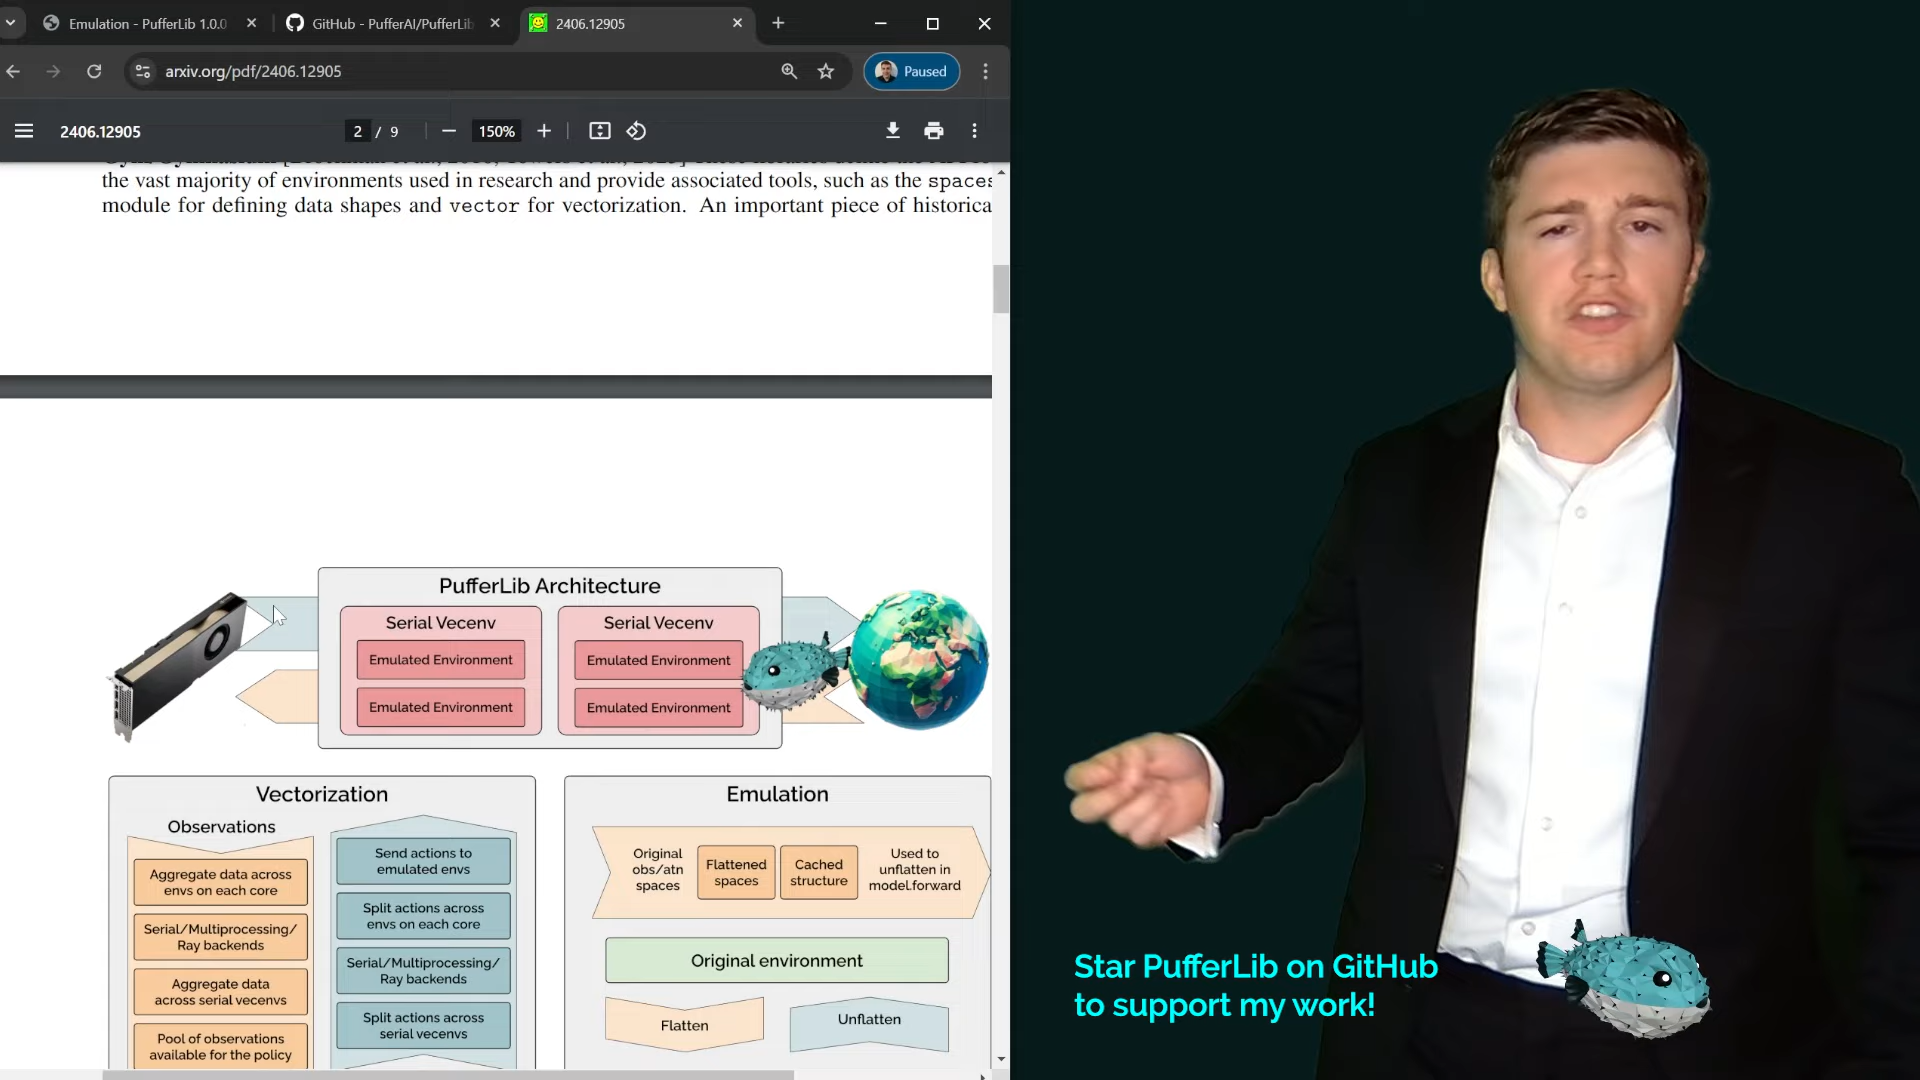 Emulation - PufferLib 1.0.0
GitHub - PufferAI/PufferLib
2406.12905
arxiv.org/pdf/2406.12905
Paused
2406.12905
2 / 9
150%
the vast majority of environments used in research and provide associated tools, such as the spaces
module for defining data shapes and vector for vectorization. An important piece of historica
PufferLib Architecture
Serial Vecenv
Emulated Environment
Emulated Environment
Serial Vecenv
Emulated Environment
Emulated Environment
Vectorization
Observations
Aggregate data across
envs on each core
Serial/Multiprocessing/
Ray backends
Aggregate data
across serial vecenvs
Pool of observations
available for the policy
Send actions to
emulated envs
Split actions across
envs on each core
Serial/Multiprocessing/
Ray backends
Split actions across
serial vecenvs
Emulation
Original
obs/atn
spaces
Flattened
spaces
Cached
structure
Used to
unflatten in
model.forward
Original environment
Flatten
Unflatten
Star PufferLib on GitHub
to support my work!